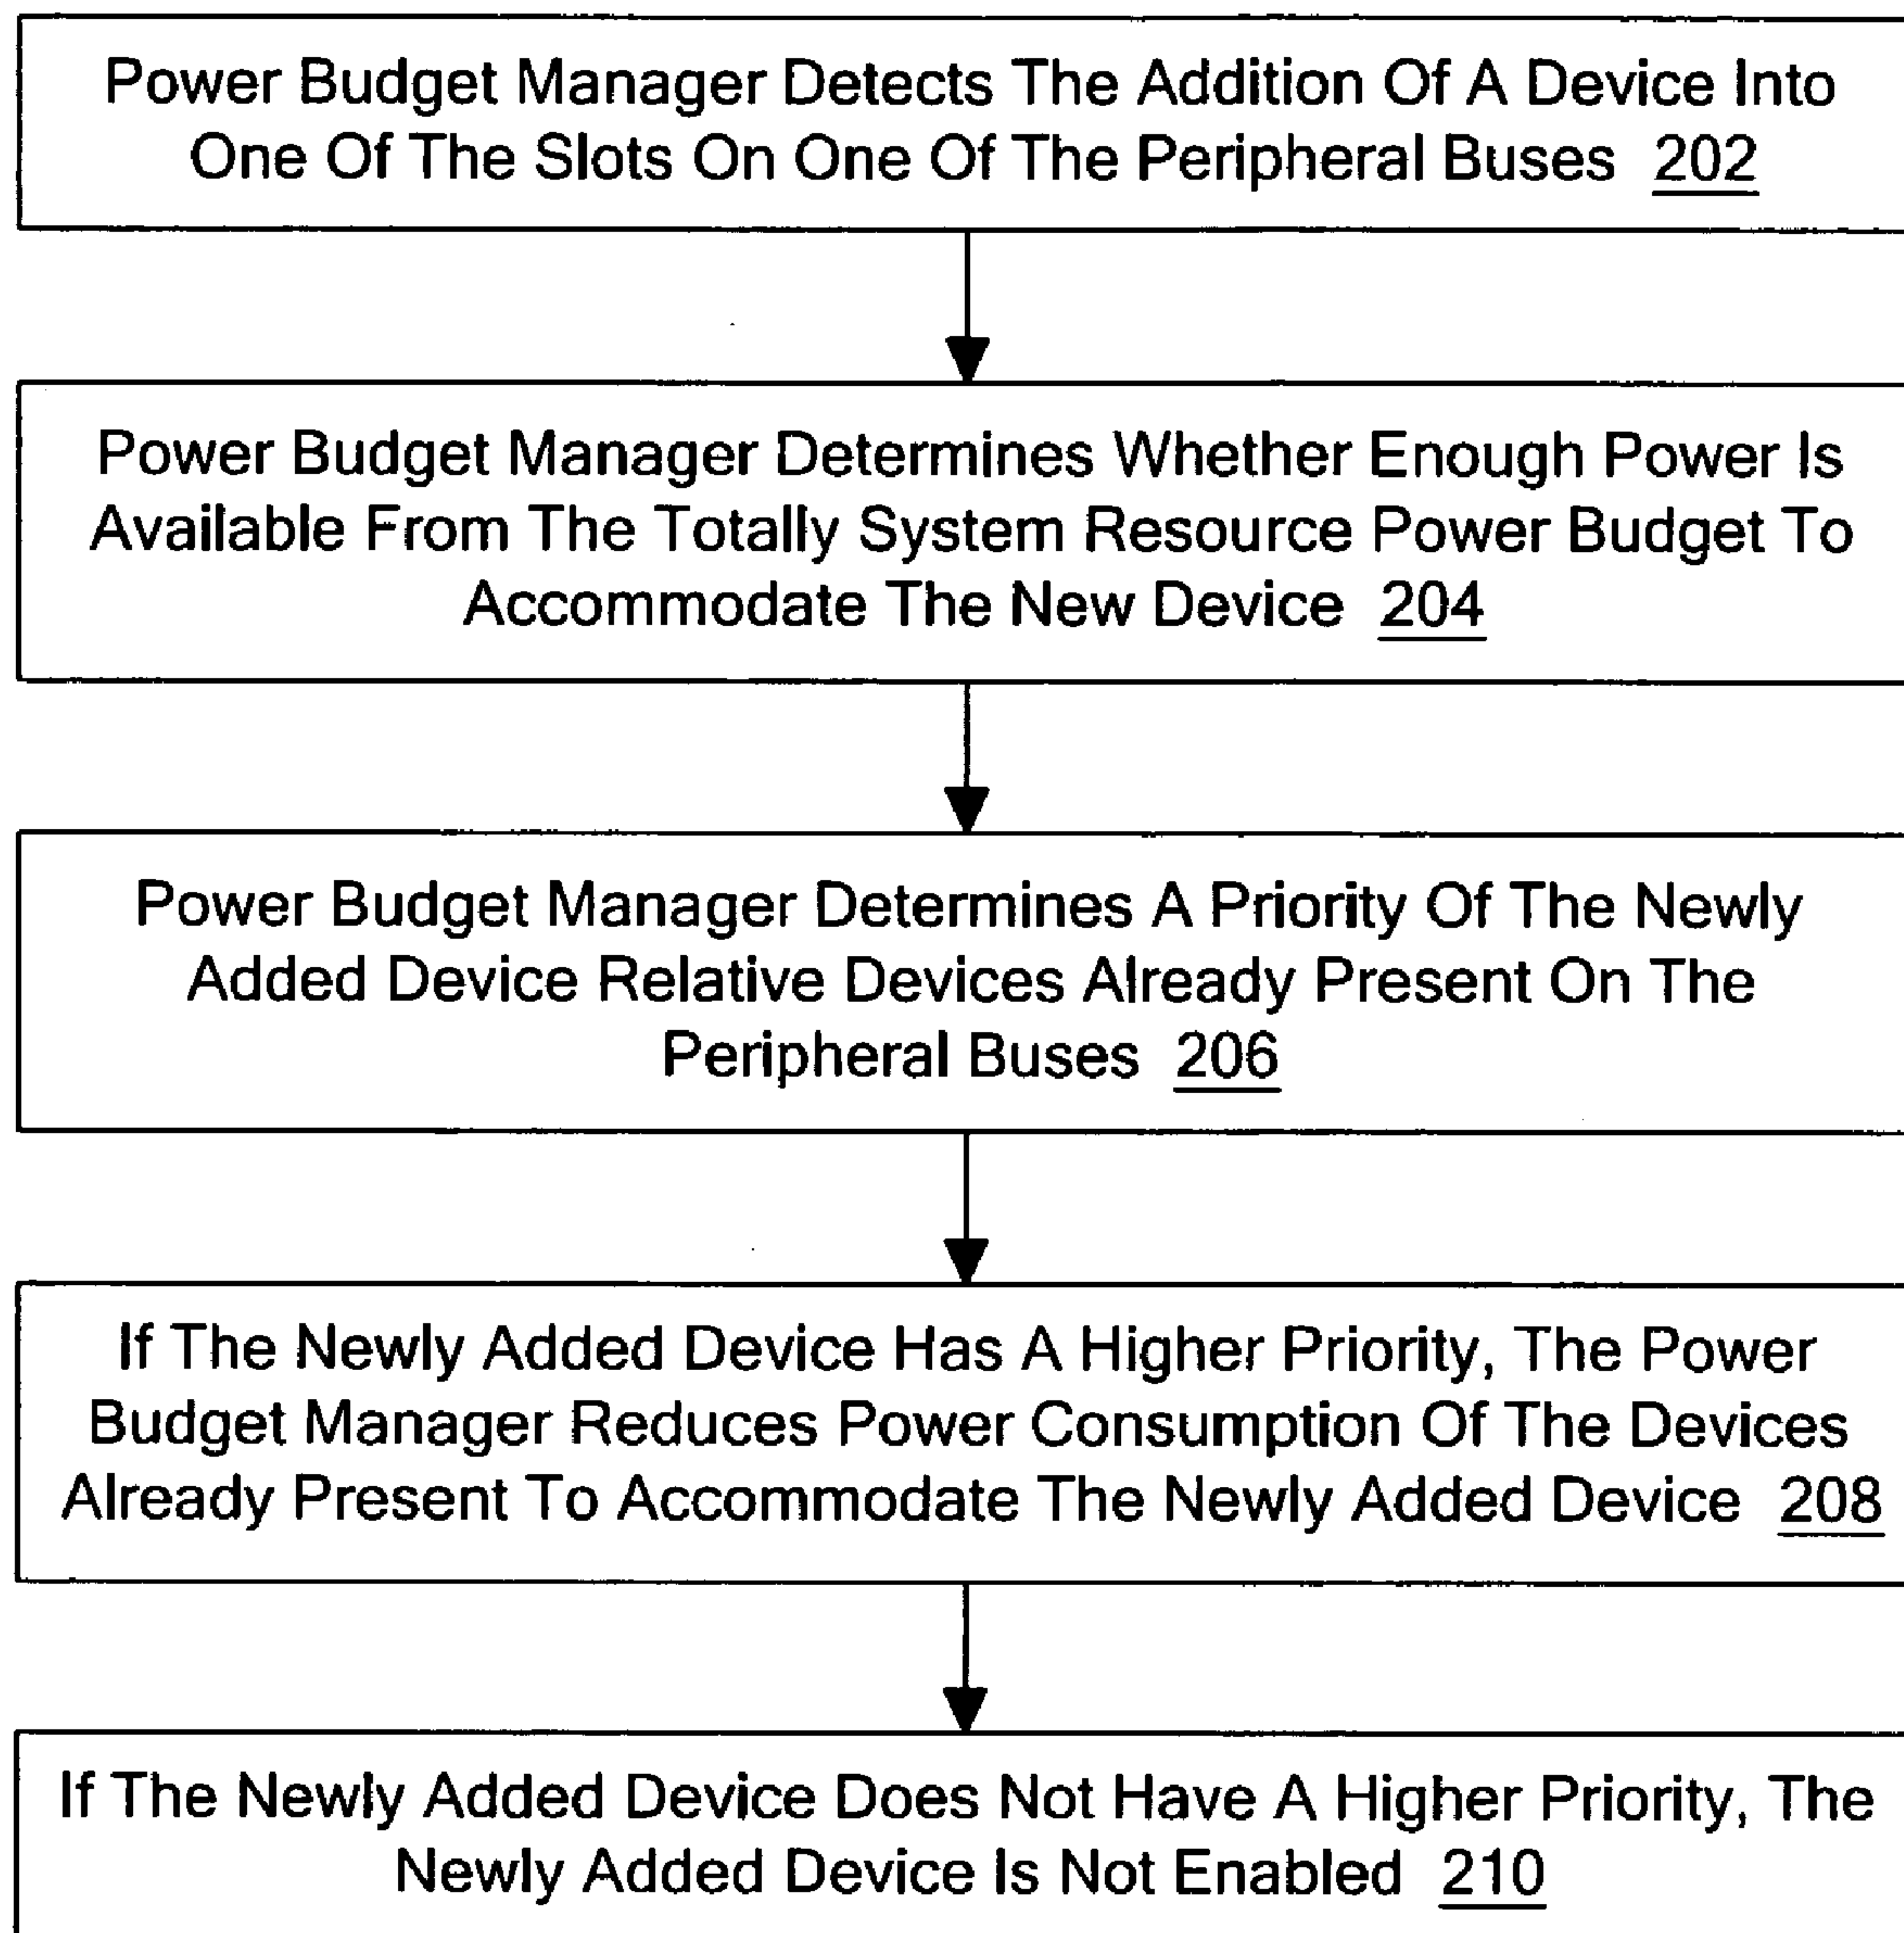 Power Budget Manager Detects The Addition Of A Device Into
One Of The Slots On One Of The Peripheral Buses 202
Power Budget Manager Determines Whether Enough Power Is
Available From The Totally System Resource Power Budget To
Accommodate The New Device 204
Power Budget Manager Determines A Priority Of The Newly
Added Device Relative Devices Already Present On The
Peripheral Buses 206
If The Newly Added Device Has A Higher Priority, The Power
Budget Manager Reduces Power Consumption Of The Devices
Already Present To Accommodate The Newly Added Device 208
If The Newly Added Device Does Not Have A Higher Priority, The
Newly Added Device Is Not Enabled 210